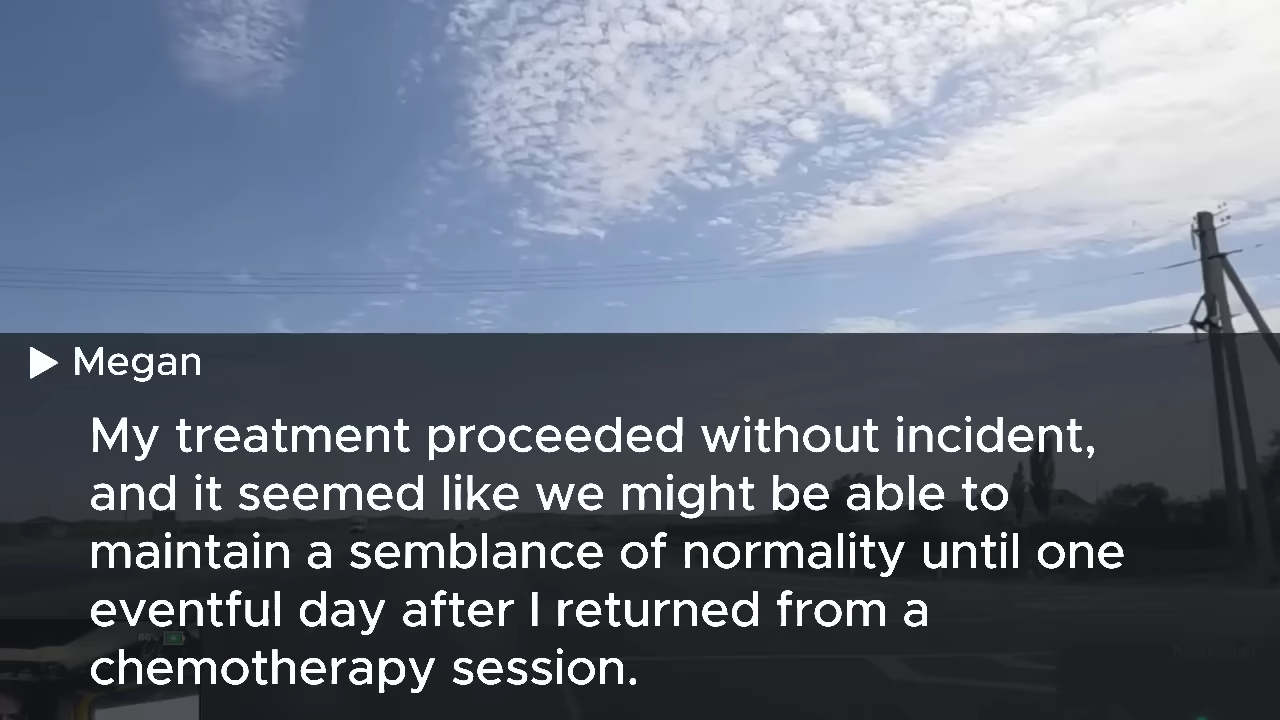 Megan
My treatment proceeded without incident,
and it seemed like we might be able to
maintain a semblance of normality until one
eventful day after I returned from a
chemotherapy session.